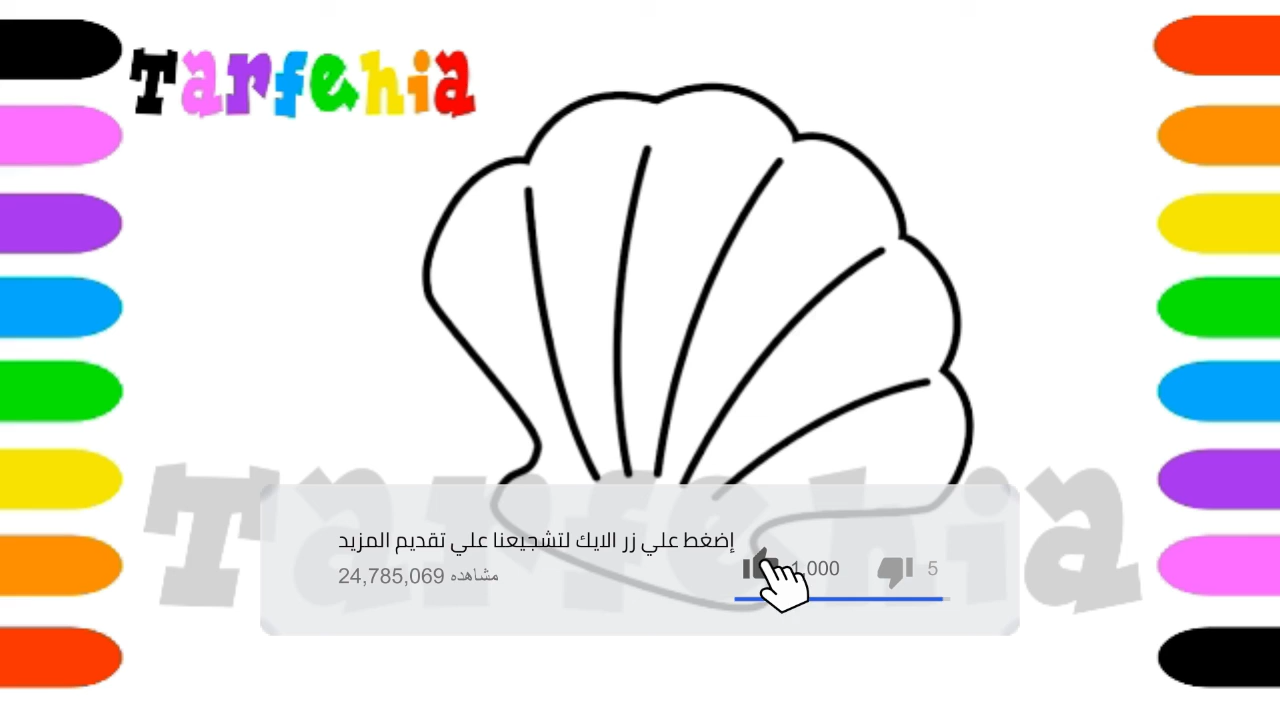 Tarfehia
Tarfehia
إضغط علي زر الايك لتشجيعنا علي تقديم المزيد
24,785,069 مشاهده
1,000
5